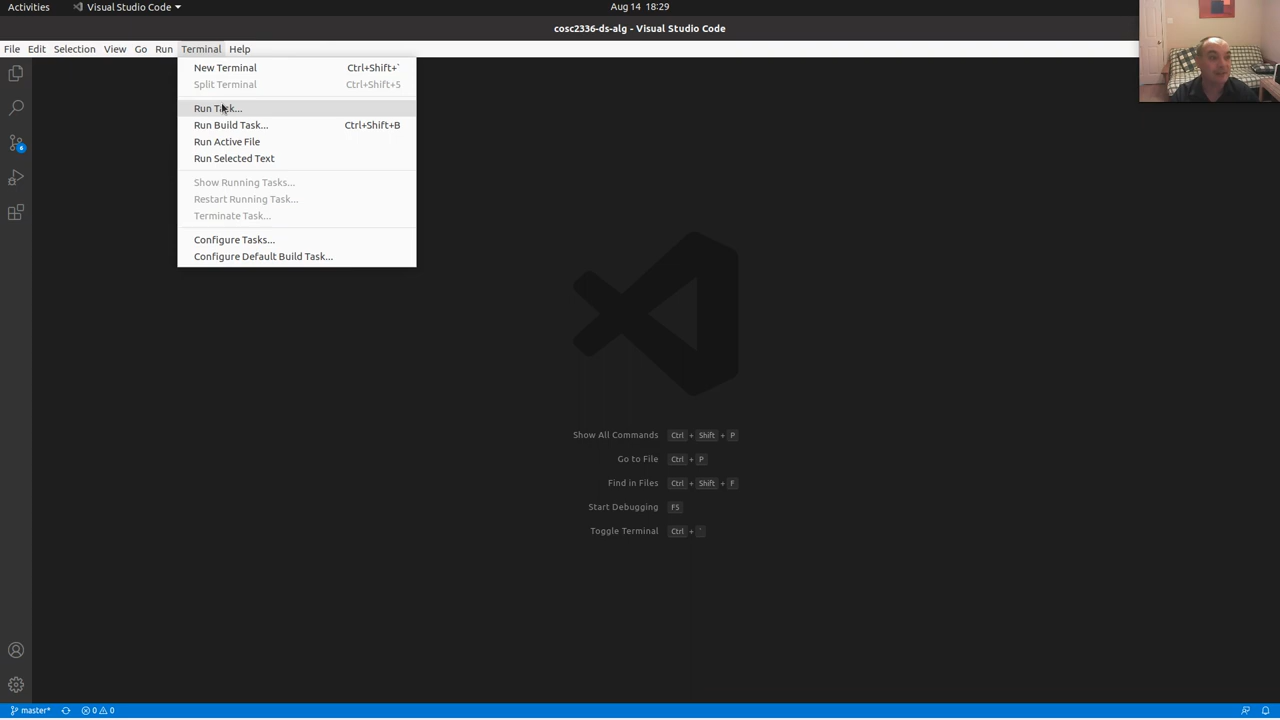 Activities
Visual Studio Code
Aug 14 18:29
cosc2336-ds-alg - Visual Studio Code
File Edit Selection View Go Run Terminal Help
New Terminal Ctrl+Shift+`
Split Terminal Ctrl+Shift+5
Run Task...
Run Build Task... Ctrl+Shift+B
Run Active File
Run Selected Text
Show Running Tasks...
Restart Running Task...
Terminate Task...
Configure Tasks...
Configure Default Build Task...
6
Show All Commands Ctrl + Shift + P
Go to File Ctrl + P
Find in Files Ctrl + Shift + F
Start Debugging F5
Toggle Terminal Ctrl + `
master* 0 0